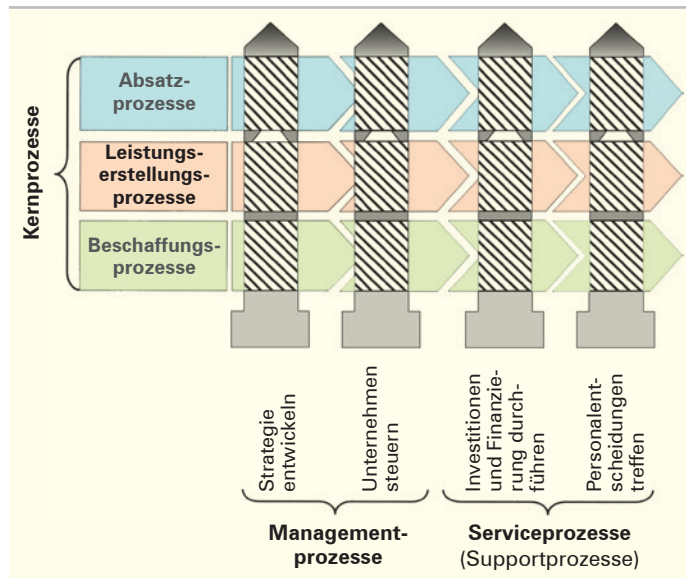 Kernprozesse
Absatz-
prozesse
Leistungs-
erstellungs-
prozesse
Beschaffungs-
prozesse
Strategie
entwickeln
Unternehmen
steuern
Investitionen
und Finanzie-
rung durch-
führen
Personalent-
scheidungen
treffen
Management-
prozesse
Serviceprozesse
(Supportprozesse)